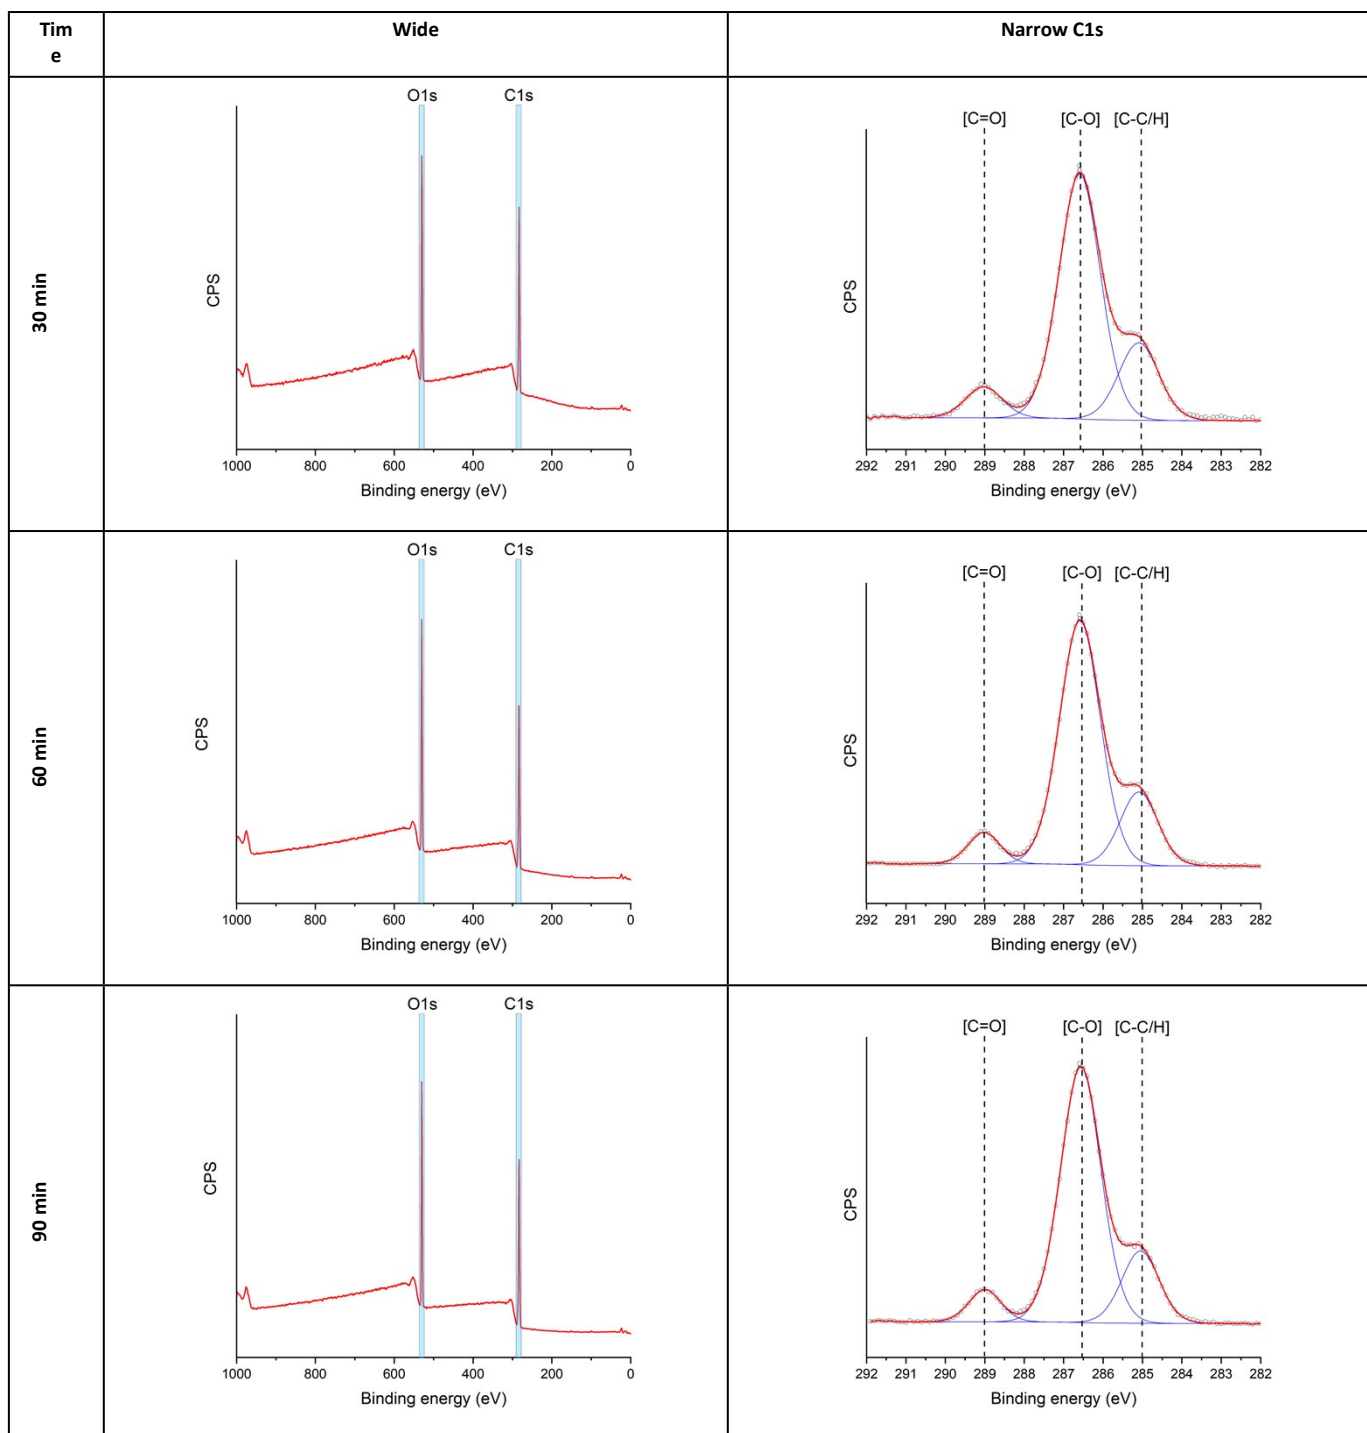 Tim
e
Wide
Narrow C1s
30 min
O1s C1s
CPS
1000 800 600 400 200 0
Binding energy (eV)
[C=O] [C-O] [C-C/H]
CPS
292 291 290 289 288 287 286 285 284 283 282
Binding energy (eV)
60 min
O1s C1s
CPS
1000 800 600 400 200 0
Binding energy (eV)
[C=O] [C-O] [C-C/H]
CPS
292 291 290 289 288 287 286 285 284 283 282
Binding energy (eV)
90 min
O1s C1s
CPS
1000 800 600 400 200 0
Binding energy (eV)
[C=O] [C-O] [C-C/H]
CPS
292 291 290 289 288 287 286 285 284 283 282
Binding energy (eV)